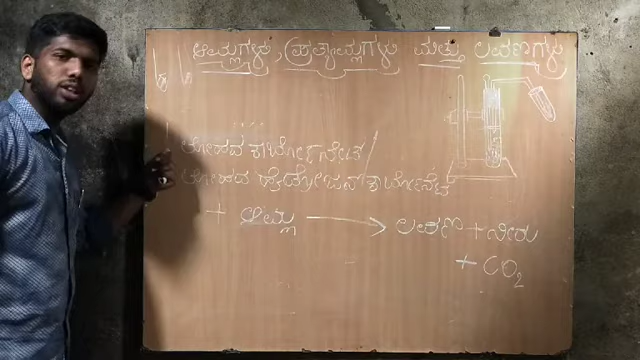 ಆಮ್ಲಗಳು, ಪ್ರತ್ಯಾಮ್ಲಗಳು ಮತ್ತು ಲವಣಗಳು
ಲೋಹದ ಕಾರ್ಬೋನೇಟ್ /
ಲೋಹದ ಹೈಡ್ರೋಜನ್ ಕಾರ್ಬೋನೆಟ್
+ ಆಮ್ಲ → ಲವಣ + ನೀರು
+ CO₂